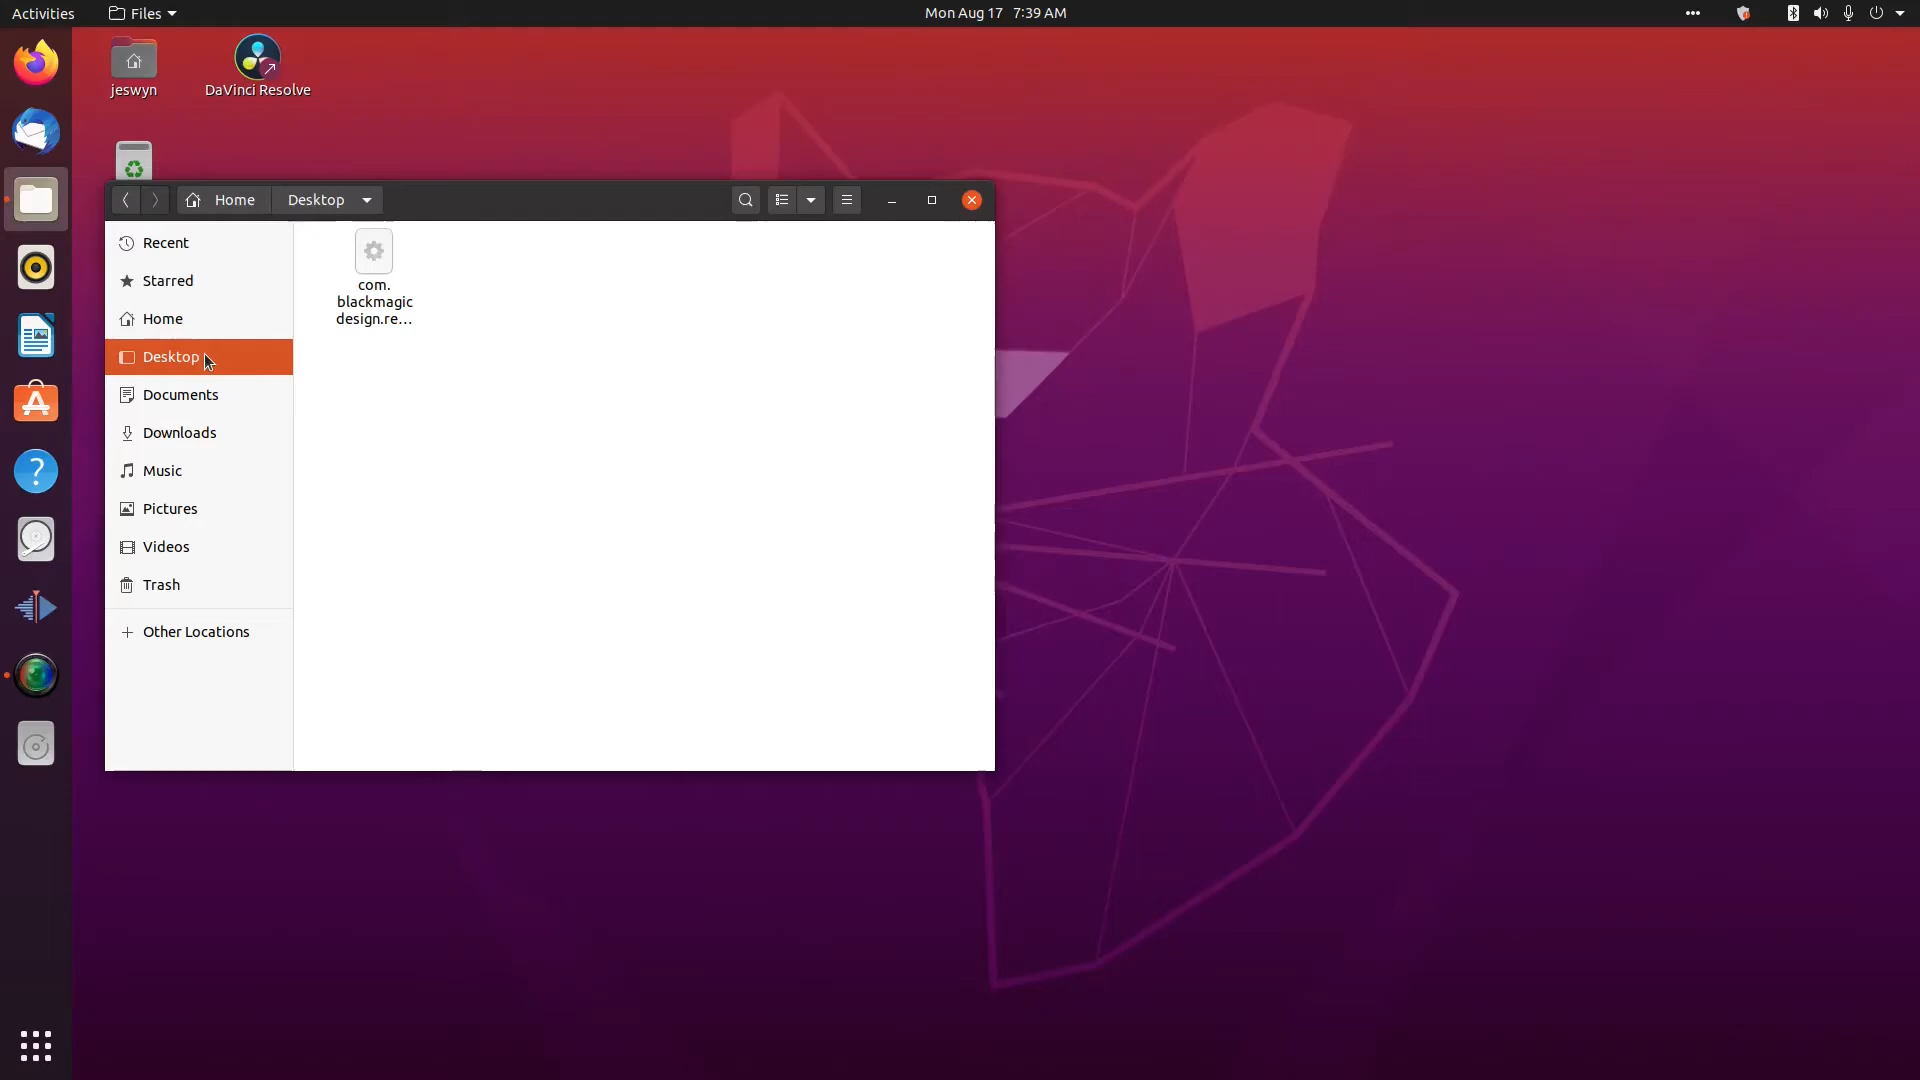 Activities
Files
Mon Aug 17 7:39 AM
jeswyn
DaVinci Resolve
Home
Desktop
Recent
Starred
Home
Desktop
Documents
Downloads
Music
Pictures
Videos
Trash
Other Locations
com.
blackmagic
design.re...